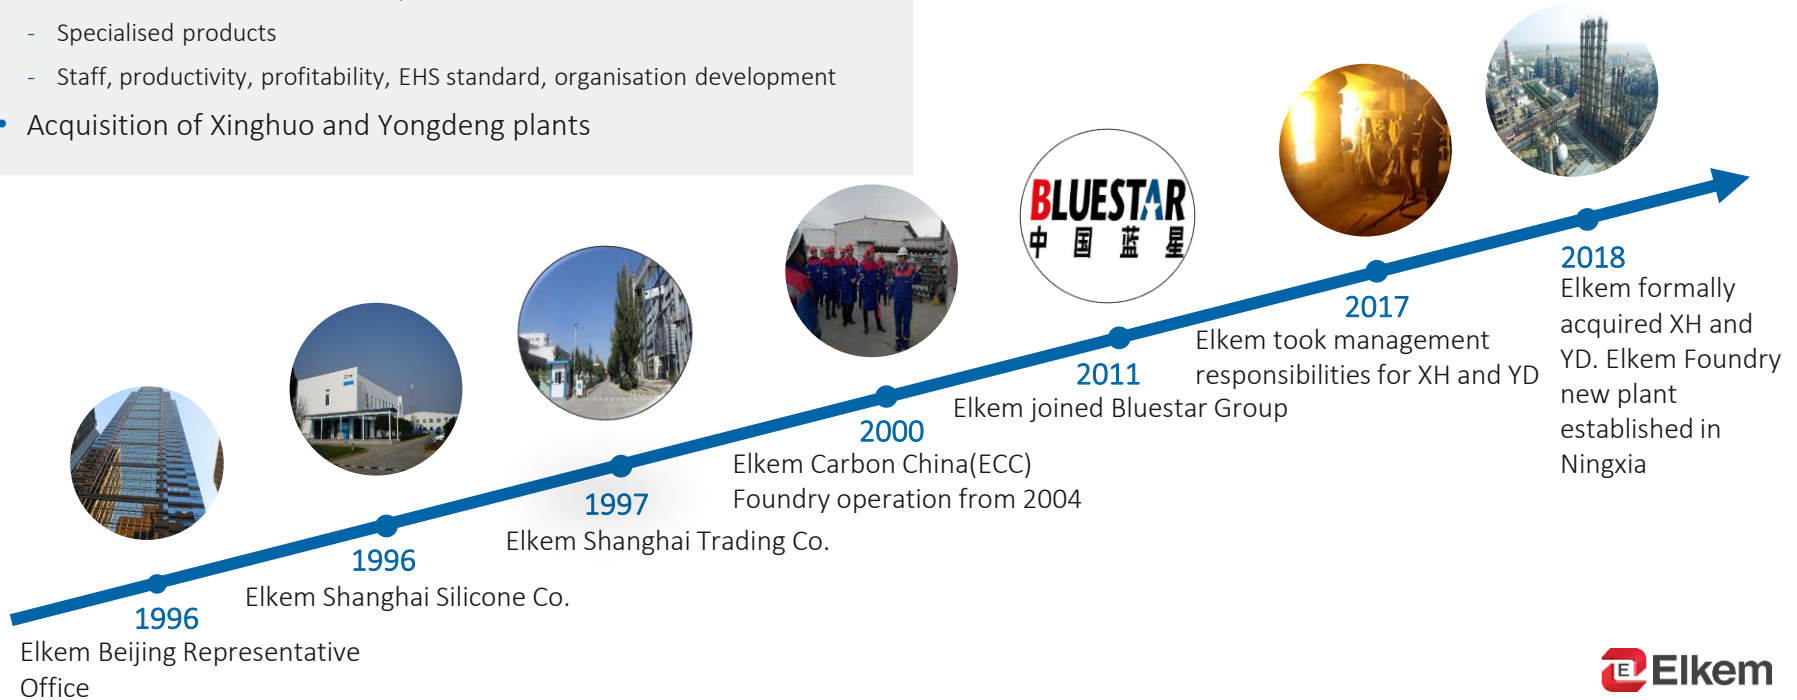 - Specialised products
- Staff, productivity, profitability, EHS standard, organisation development
• Acquisition of Xinghuo and Yongdeng plants
BLUESTAR
中国蓝星
2018
Elkem formally
acquired XH and
YD. Elkem Foundry
new plant
established in
Ningxia
2017
Elkem took management
responsibilities for XH and YD
2011
Elkem joined Bluestar Group
2000
Elkem Carbon China(ECC)
Foundry operation from 2004
1997
Elkem Shanghai Trading Co.
1996
Elkem Shanghai Silicone Co.
1996
Elkem Beijing Representative
Office
E Elkem